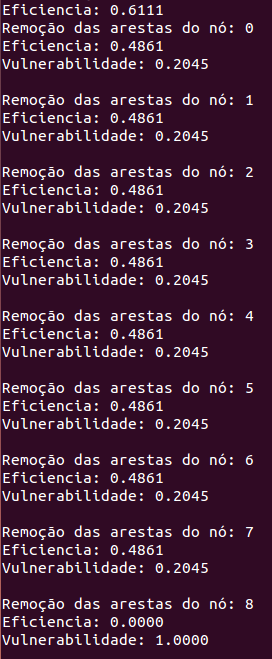 Eficiencia: 0.6111
Remoção das arestas do nó: 0
Eficiencia: 0.4861
Vulnerabilidade: 0.2045
Remoção das arestas do nó: 1
Eficiencia: 0.4861
Vulnerabilidade: 0.2045
Remoção das arestas do nó: 2
Eficiencia: 0.4861
Vulnerabilidade: 0.2045
Remoção das arestas do nó: 3
Eficiencia: 0.4861
Vulnerabilidade: 0.2045
Remoção das arestas do nó: 4
Eficiencia: 0.4861
Vulnerabilidade: 0.2045
Remoção das arestas do nó: 5
Eficiencia: 0.4861
Vulnerabilidade: 0.2045
Remoção das arestas do nó: 6
Eficiencia: 0.4861
Vulnerabilidade: 0.2045
Remoção das arestas do nó: 7
Eficiencia: 0.4861
Vulnerabilidade: 0.2045
Remoção das arestas do nó: 8
Eficiencia: 0.0000
Vulnerabilidade: 1.0000